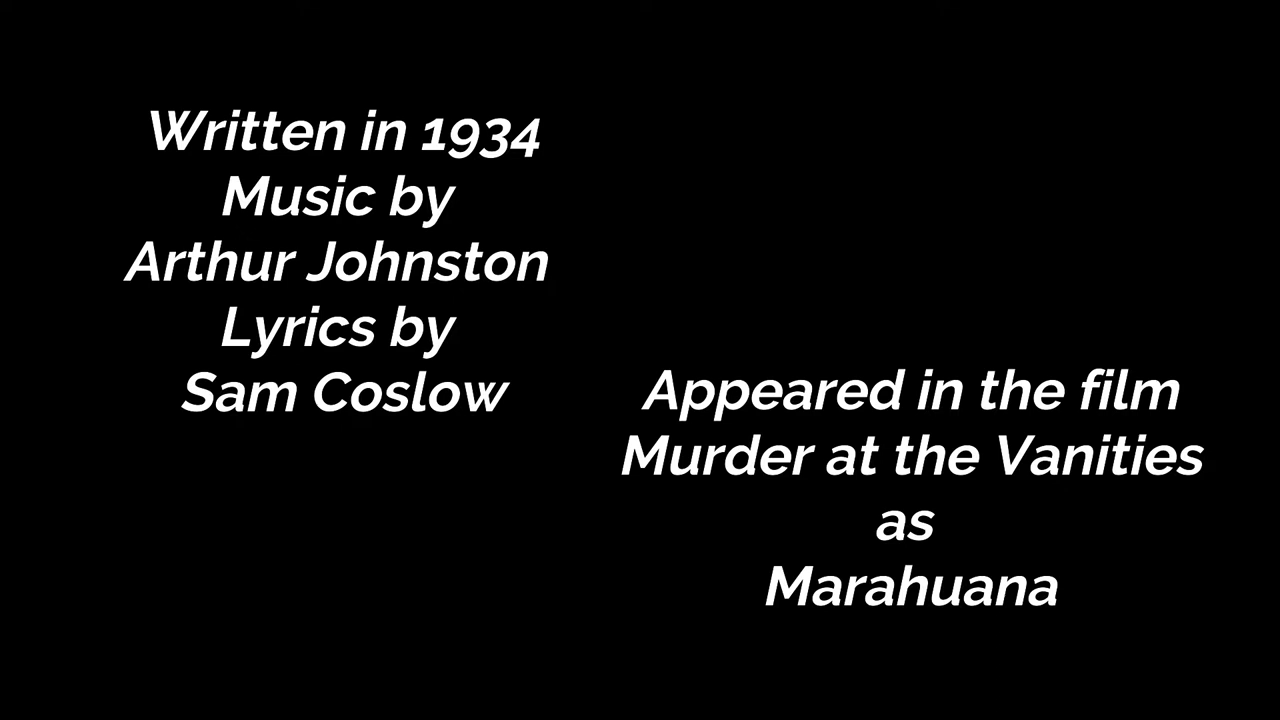 Written in 1934
Music by
Arthur Johnston
Lyrics by
Sam Coslow
Appeared in the film
Murder at the Vanities
as
Marahuana